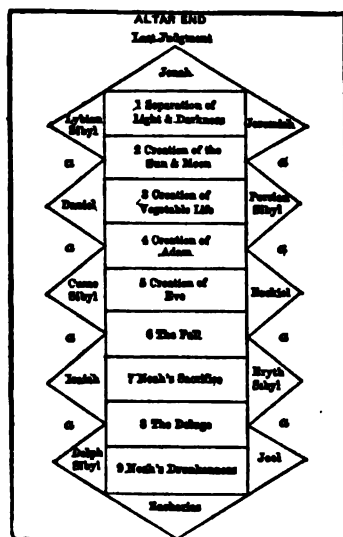 ALTAR END
Last Judgment
Jonah
Lybian
Sibyl
1 Separation of
Light & Darkness
Jeremiah
a
2 Creation of the
Sun & Moon
a
Daniel
3 Creation of
Vegetable Life
Persian
Sibyl
a
4 Creation of
Adam
a
Cumæ
Sibyl
5 Creation of
Eve
Ezekiel
a
6 The Fall
a
Isaiah
7 Noah's Sacrifice
Eryth
Sibyl
a
8 The Deluge
a
Delph
Sibyl
9 Noah's Drunkenness
Joel
Zacharias